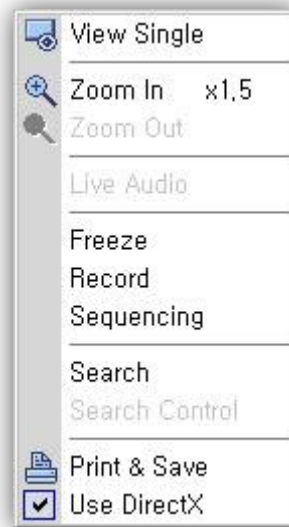 View Single
Zoom In x1,5
Zoom Out
Live Audio
Freeze
Record
Sequencing
Search
Search Control
Print & Save
Use DirectX